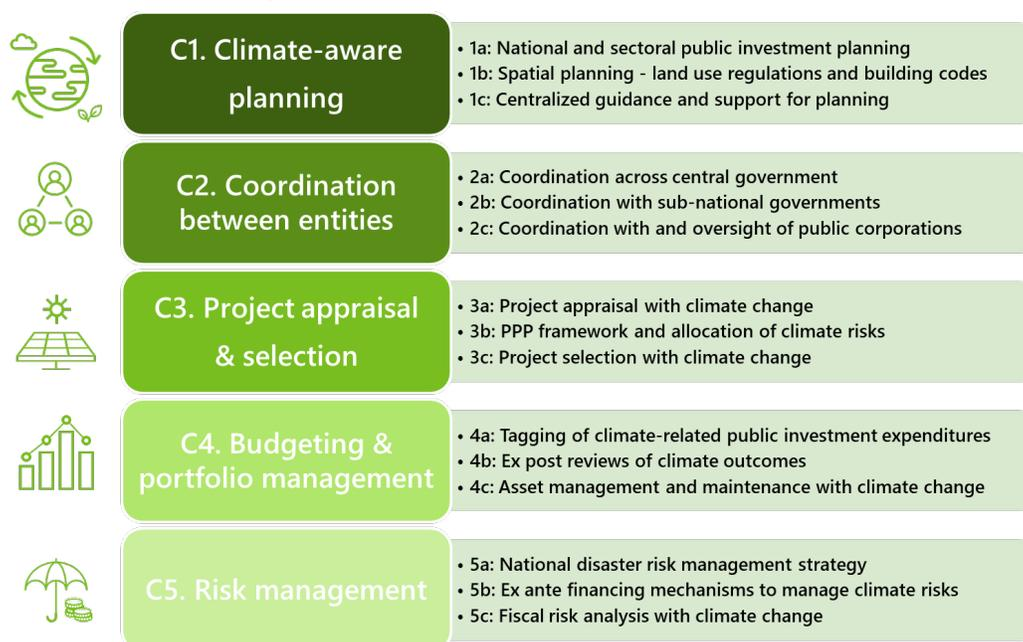 C1. Climate-aware
planning
• 1a: National and sectoral public investment planning
• 1b: Spatial planning - land use regulations and building codes
• 1c: Centralized guidance and support for planning
C2. Coordination
between entities
• 2a: Coordination across central government
• 2b: Coordination with sub-national governments
• 2c: Coordination with and oversight of public corporations
C3. Project appraisal
& selection
• 3a: Project appraisal with climate change
• 3b: PPP framework and allocation of climate risks
• 3c: Project selection with climate change
C4. Budgeting &
portfolio management
• 4a: Tagging of climate-related public investment expenditures
• 4b: Ex post reviews of climate outcomes
• 4c: Asset management and maintenance with climate change
C5. Risk management
• 5a: National disaster risk management strategy
• 5b: Ex ante financing mechanisms to manage climate risks
• 5c: Fiscal risk analysis with climate change